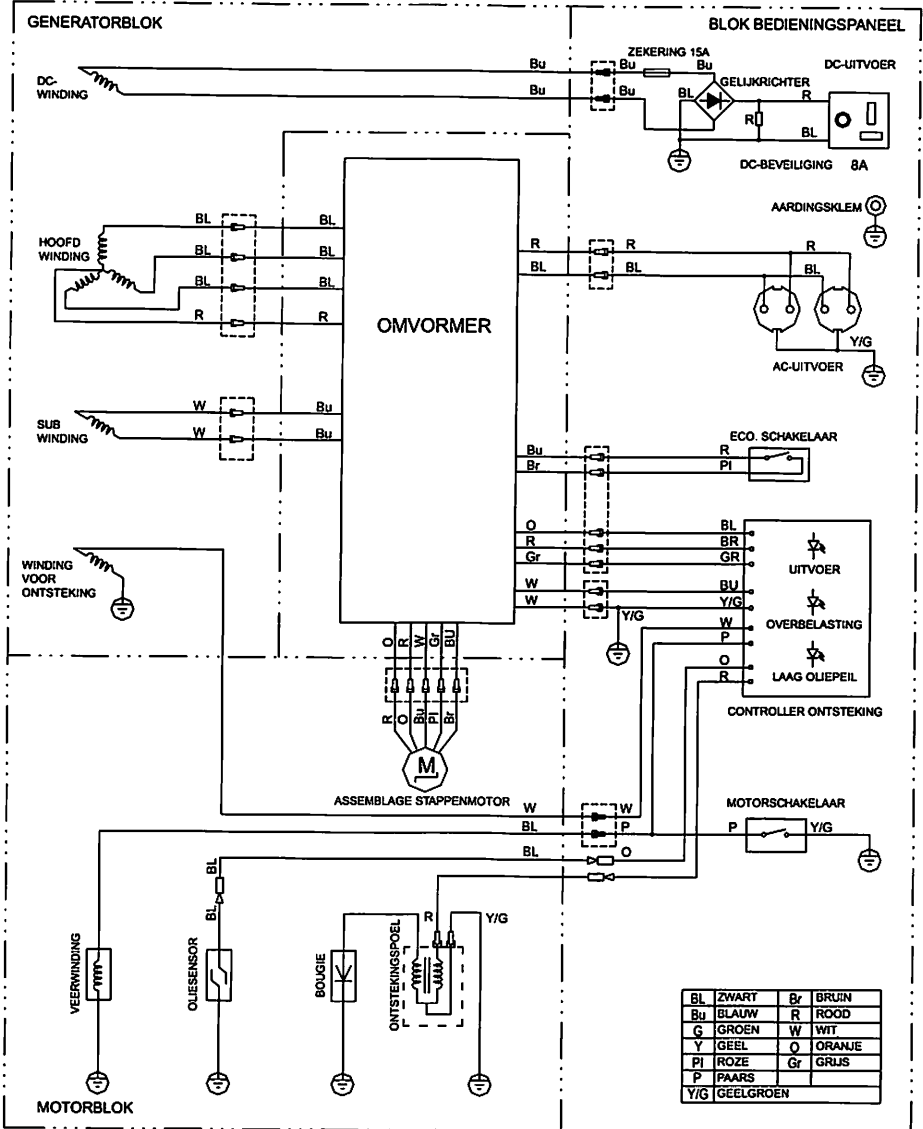 GENERATORBLOK
BLOK BEDIENINGSPANEEL
DC-
WINDING
Bu
Bu
Bu
ZEKERING 15A
Bu
Bu
BL
GELIJKRICHTER
R
R
BL
DC-UITVOER
DC-BEVEILIGING 8A
AARDINGSKLEM
HOOFD
WINDING
BL BL
BL BL
BL BL
R R
OMVORMER
R R R
BL BL BL
Y/G
AC-UITVOER
SUB
WINDING
W Bu
W Bu
ECO. SCHAKELAAR
Bu R
Br PI
O BL
R BR
Gr GR
W BU
W Y/G
Y/G
W
P
O
R
UITVOER
OVERBELASTING
LAAG OLIEPEIL
CONTROLLER ONTSTEKING
WINDING
VOOR
ONTSTEKING
O R W Gr BU
R O Bu PI Br
M
ASSEMBLAGE STAPPENMOTOR
W W
BL P
MOTORSCHAKELAAR
P Y/G
BL O
BL
BL
R Y/G
VEERWINDING
OLIESENSOR
BOUGIE
ONTSTEKINGSPOEL
MOTORBLOK
BL ZWART Br BRUIN
Bu BLAUW R ROOD
G GROEN W WIT
Y GEEL O ORANJE
PI ROZE Gr GRIJS
P PAARS
Y/G GEELGROEN